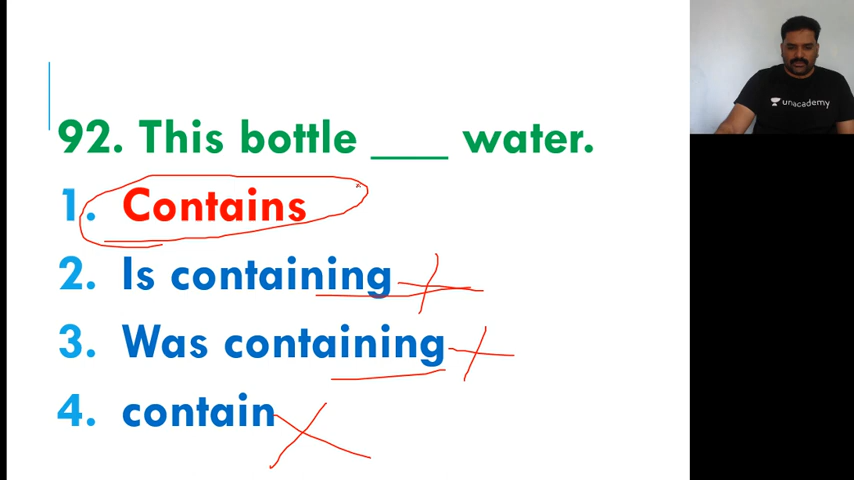 92. This bottle ___ water.
1. Contains
2. Is containing
3. Was containing
4. contain
unacademy